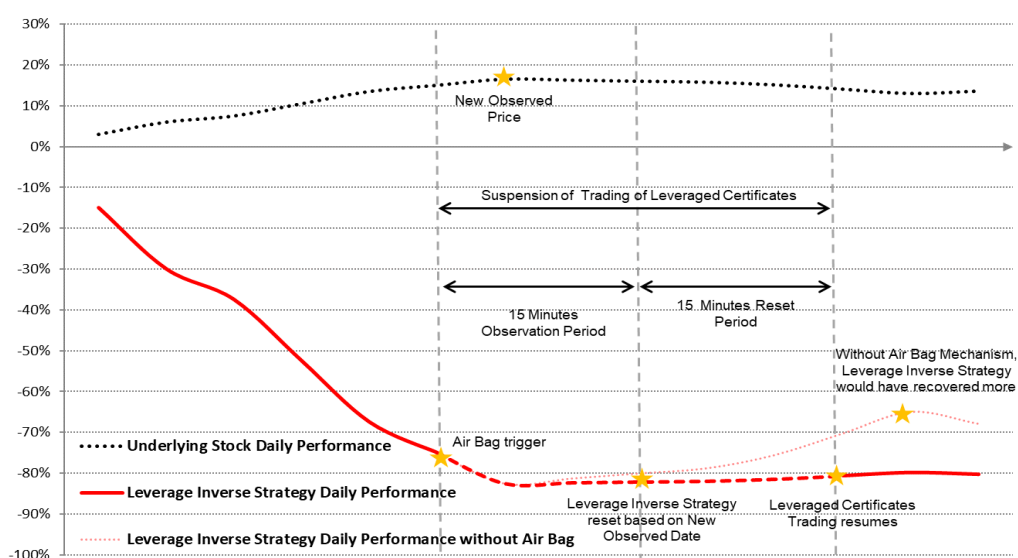 30%
20%
10%
0%
-10%
-20%
-30%
-40%
-50%
-60%
-70%
-80%
-90%
-100%
New Observed
Price
Suspension of Trading of Leveraged Certificates
15 Minutes
Observation Period
15 Minutes Reset
Period
Without Air Bag Mechanism,
Leverage Inverse Strategy
would have recovered more
Air Bag trigger
Underlying Stock Daily Performance
Leverage Inverse Strategy Daily Performance
Leverage Inverse Strategy Daily Performance without Air Bag
Leverage Inverse Strategy
reset based on New
Observed Date
Leveraged Certificates
Trading resumes